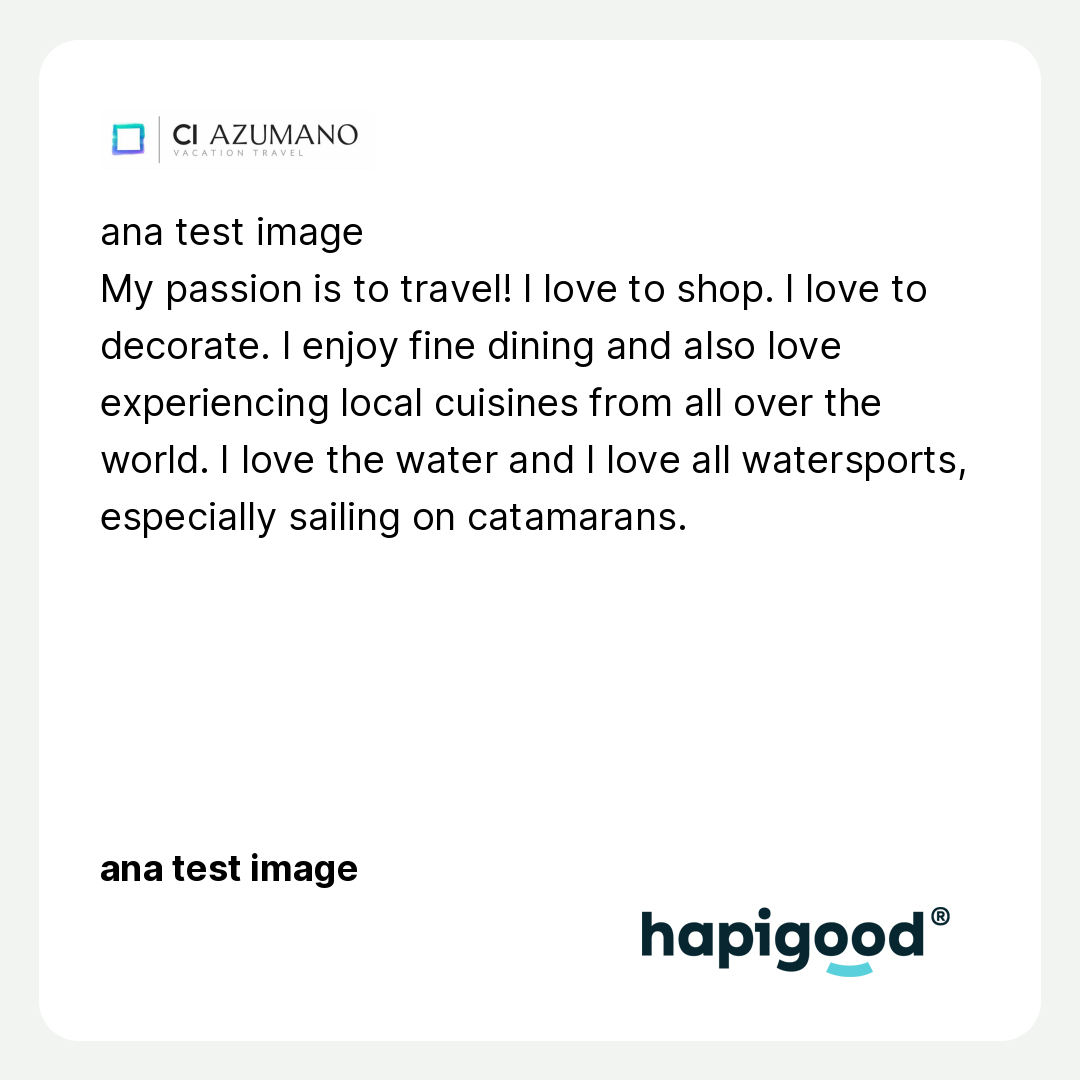 CI AZUMANO
VACATION TRAVEL
ana test image
My passion is to travel! I love to shop. I love to
decorate. I enjoy fine dining and also love
experiencing local cuisines from all over the
world. I love the water and I love all watersports,
especially sailing on catamarans.
ana test image
hapigood®